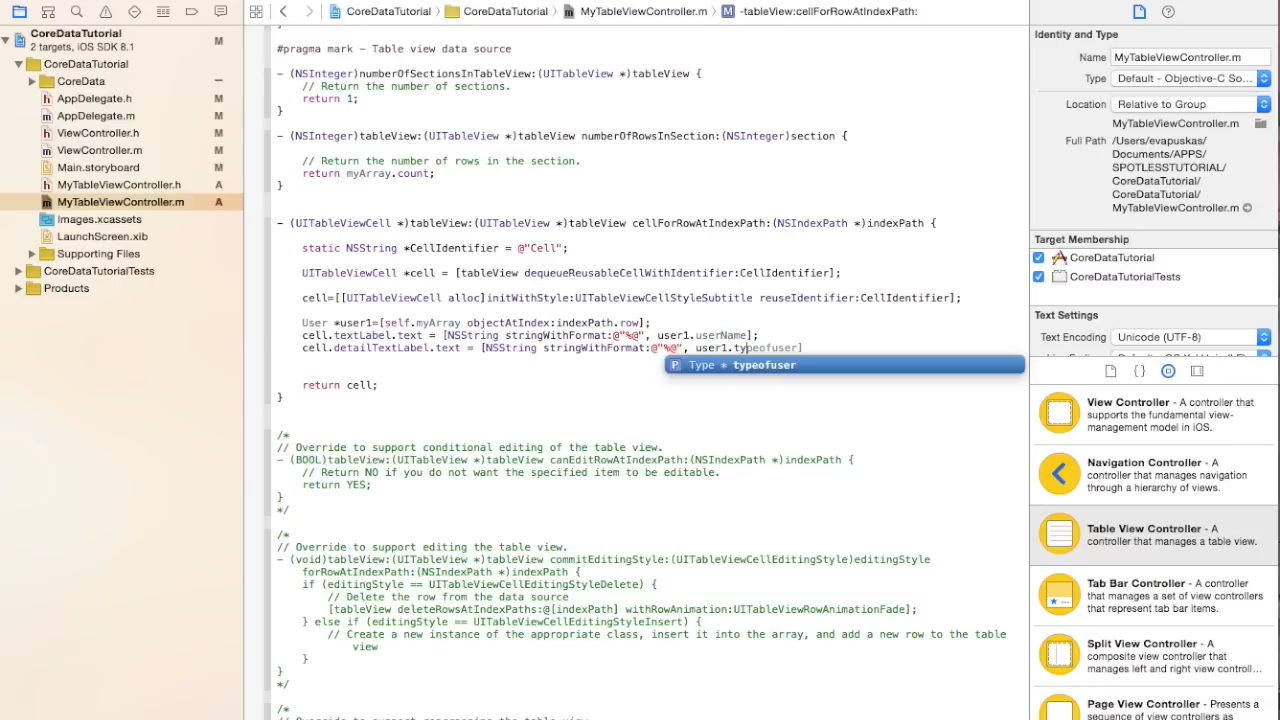 CoreDataTutorial
CoreDataTutorial
MyTableViewController.m
-tableView:cellForRowAtIndexPath:
CoreDataTutorial
2 targets, iOS SDK 8.1
M
CoreDataTutorial
CoreData
AppDelegate.h
M
AppDelegate.m
M
ViewController.h
M
ViewController.m
M
Main.storyboard
M
MyTableViewController.h
A
MyTableViewController.m
A
Images.xcassets
LaunchScreen.xib
Supporting Files
CoreDataTutorialTests
Products
#pragma mark – Table view data source
- (NSInteger)numberOfSectionsInTableView:(UITableView *)tableView {
// Return the number of sections.
return 1;
}
- (NSInteger)tableView:(UITableView *)tableView numberOfRowsInSection:(NSInteger)section {
// Return the number of rows in the section.
return myArray.count;
}
- (UITableViewCell *)tableView:(UITableView *)tableView cellForRowAtIndexPath:(NSIndexPath *)indexPath {
static NSString *CellIdentifier = @"Cell";
UITableViewCell *cell = [tableView dequeueReusableCellWithIdentifier:CellIdentifier];
cell=[[UITableViewCell alloc]initWithStyle:UITableViewCellStyleSubtitle reuseIdentifier:CellIdentifier];
User *user1=[self.myArray objectAtIndex:indexPath.row];
cell.textLabel.text = [NSString stringWithFormat:@"%@", user1.userName];
cell.detailTextLabel.text = [NSString stringWithFormat:@"%@", user1.typeofuser]
P Type * typeofuser
return cell;
}
/*
// Override to support conditional editing of the table view.
- (BOOL)tableView:(UITableView *)tableView canEditRowAtIndexPath:(NSIndexPath *)indexPath {
// Return NO if you do not want the specified item to be editable.
return YES;
}
*/
/*
// Override to support editing the table view.
- (void)tableView:(UITableView *)tableView commitEditingStyle:(UITableViewCellEditingStyle)editingStyle
forRowAtIndexPath:(NSIndexPath *)indexPath {
if (editingStyle == UITableViewCellEditingStyleDelete) {
// Delete the row from the data source
[tableView deleteRowsAtIndexPaths:@[indexPath] withRowAnimation:UITableViewRowAnimationFade];
} else if (editingStyle == UITableViewCellEditingStyleInsert) {
// Create a new instance of the appropriate class, insert it into the array, and add a new row to the table
view
}
}
*/
/*
Identity and Type
Name MyTableViewController.m
Type Default - Objective-C So...
Location Relative to Group
MyTableViewController.m
Full Path /Users/evapuskas/
Documents/APPS/
SPOTLESSTUTORIAL/
CoreDataTutorial/
CoreDataTutorial/
MyTableViewController.m
Target Membership
CoreDataTutorial
CoreDataTutorialTests
Text Settings
Text Encoding Unicode (UTF-8)
View Controller - A
controller that supports the
fundamental view-
management model in iOS.
Navigation Controller - A
controller that manages navigation
through a hierarchy of views.
Table View Controller - A
controller that manages a table view.
Tab Bar Controller - A controller
that manages a set of view controllers
that represent tab bar items.
Split View Controller - A
composite view controller that
manages left and right view controll...
Page View Controller - Presents a
sequence of view controllers as